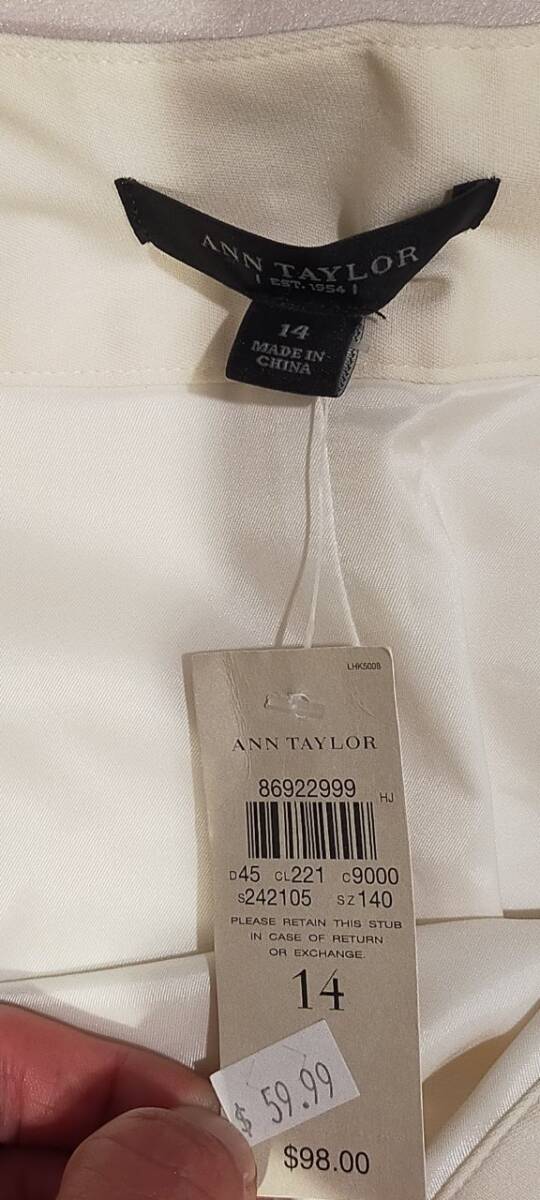 ANN TAYLOR
| EST. 1954 |
14
MADE IN
CHINA
LHK5008
ANN TAYLOR
86922999 HJ
D45 CL221 C9000
S242105 SZ140
PLEASE RETAIN THIS STUB
IN CASE OF RETURN
OR EXCHANGE.
14
$ 59.99
$98.00